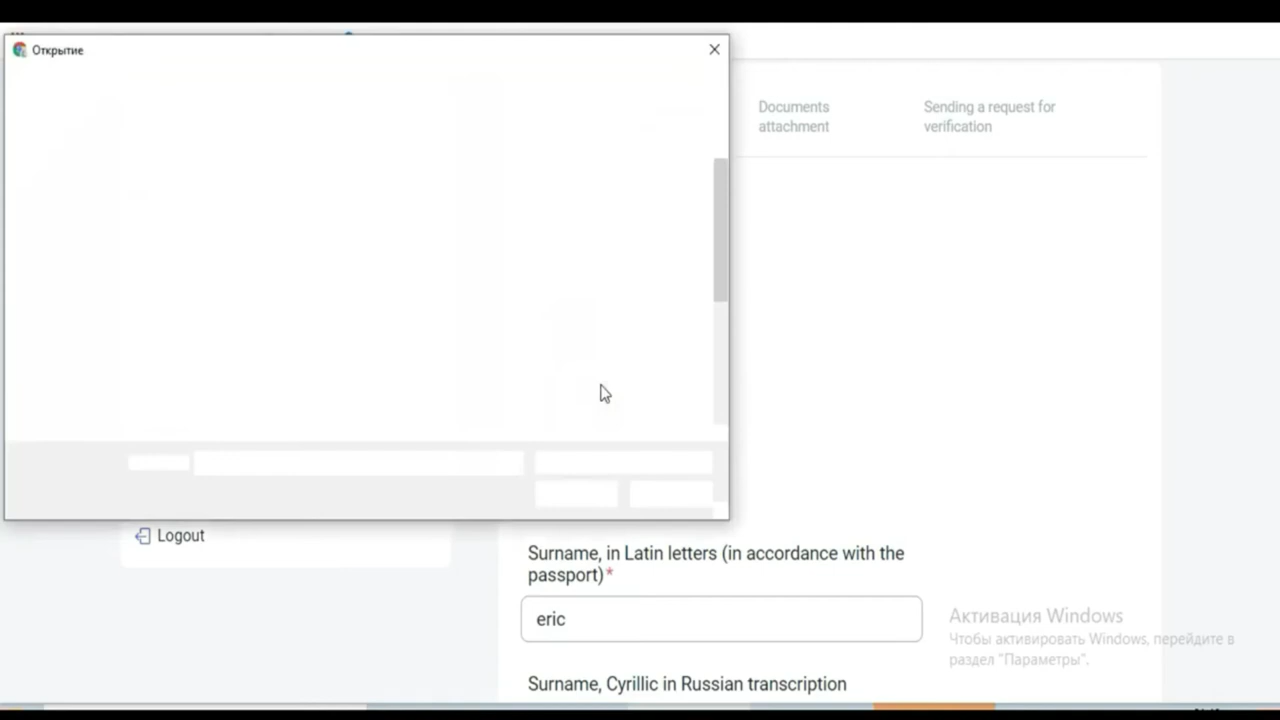 Открытие
Documents
attachment
Sending a request for
verification
Logout
Surname, in Latin letters (in accordance with the
passport)*
eric
Активация Windows
Чтобы активировать Windows, перейдите в
раздел "Параметры".
Surname, Cyrillic in Russian transcription